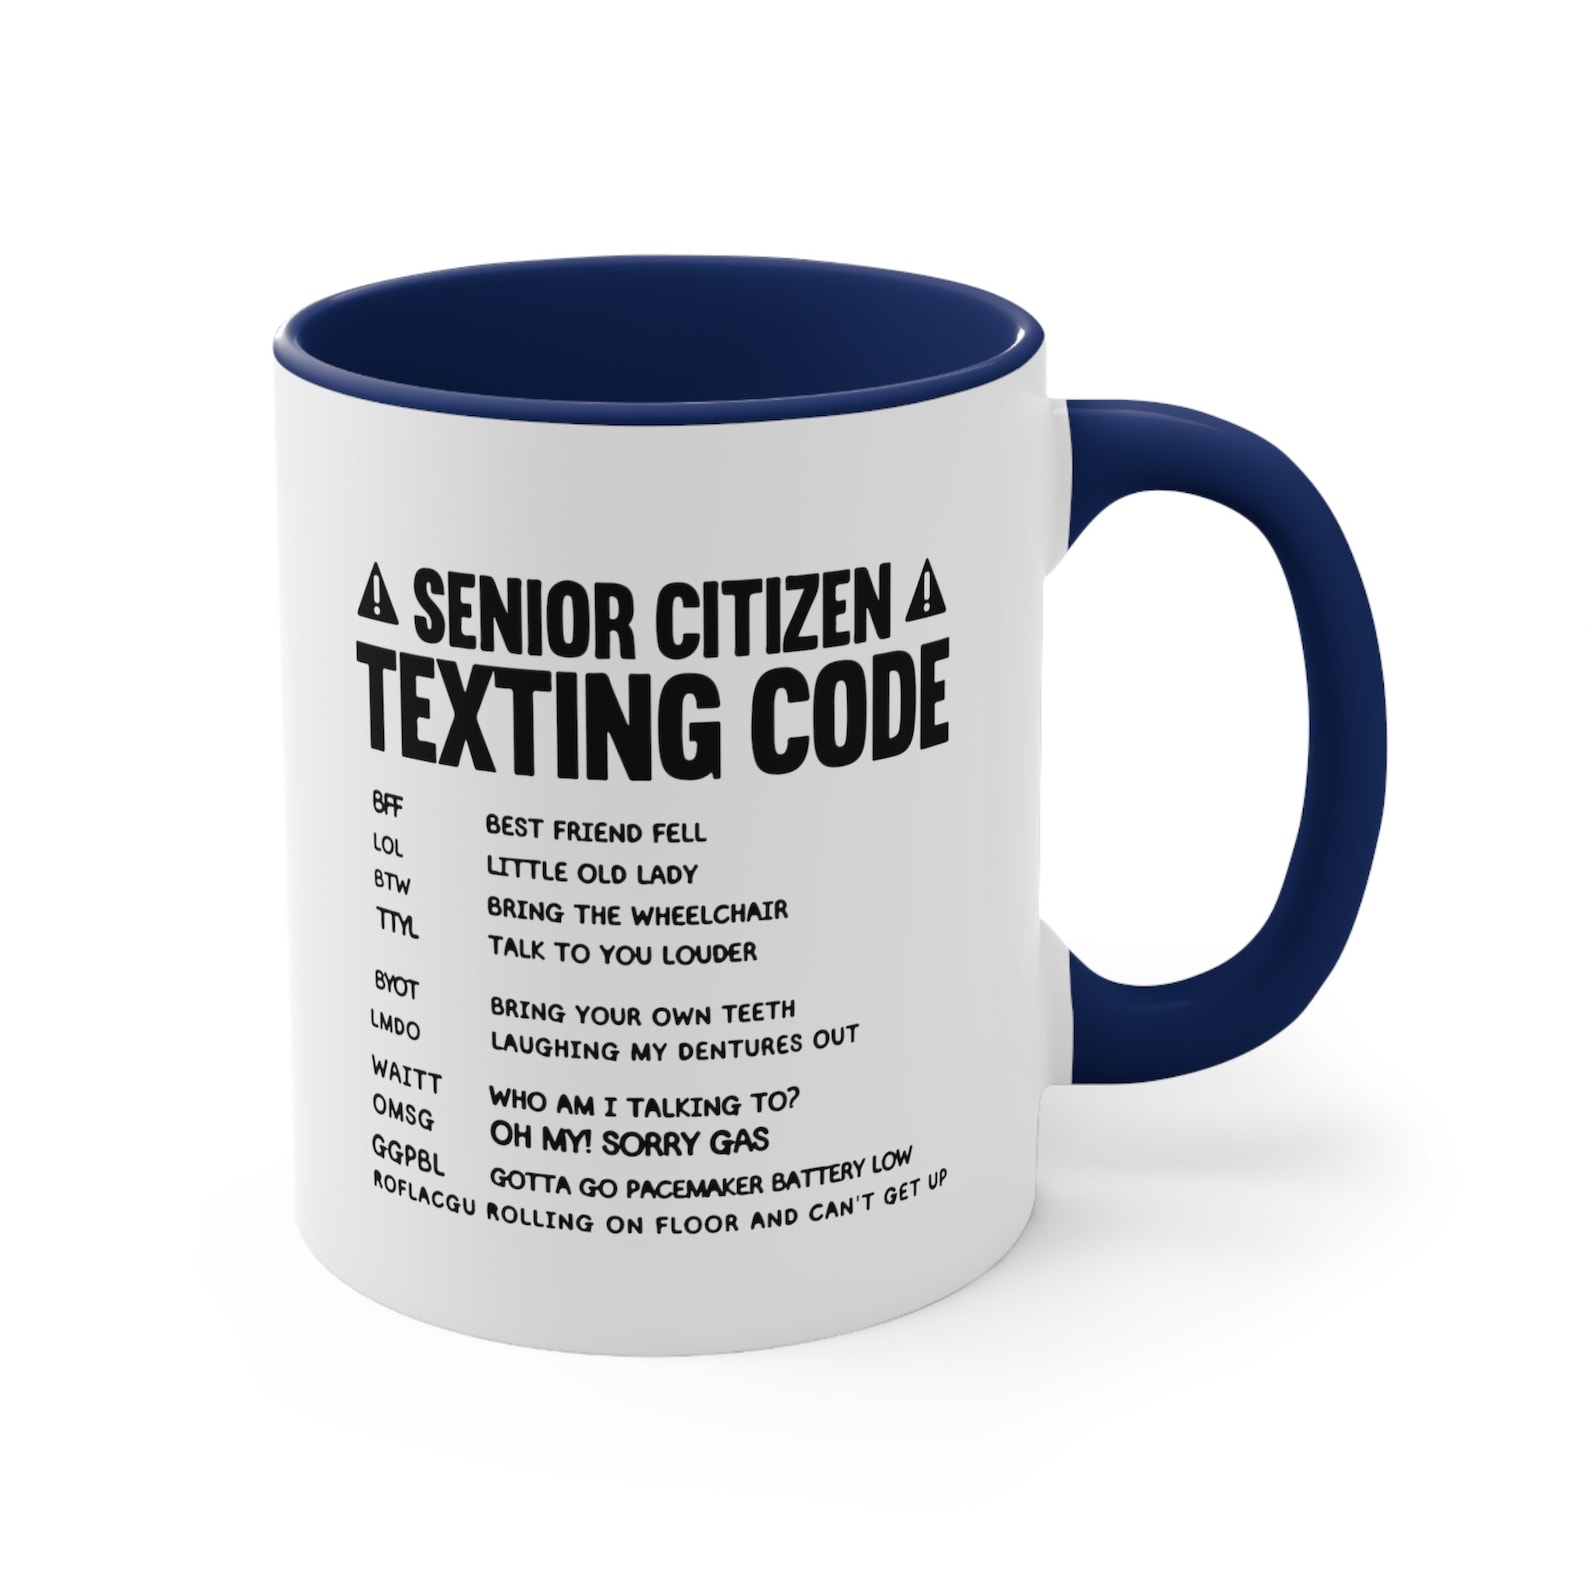 SENIOR CITIZEN
TEXTING CODE
BFF BEST FRIEND FELL
LOL LITTLE OLD LADY
BTW BRING THE WHEELCHAIR
TTYL TALK TO YOU LOUDER
BYOT BRING YOUR OWN TEETH
LMDO LAUGHING MY DENTURES OUT
WAITT WHO AM I TALKING TO?
OMSG OH MY! SORRY GAS
GGPBL GOTTA GO PACEMAKER BATTERY LOW
ROFLACGU ROLLING ON FLOOR AND CAN'T GET UP